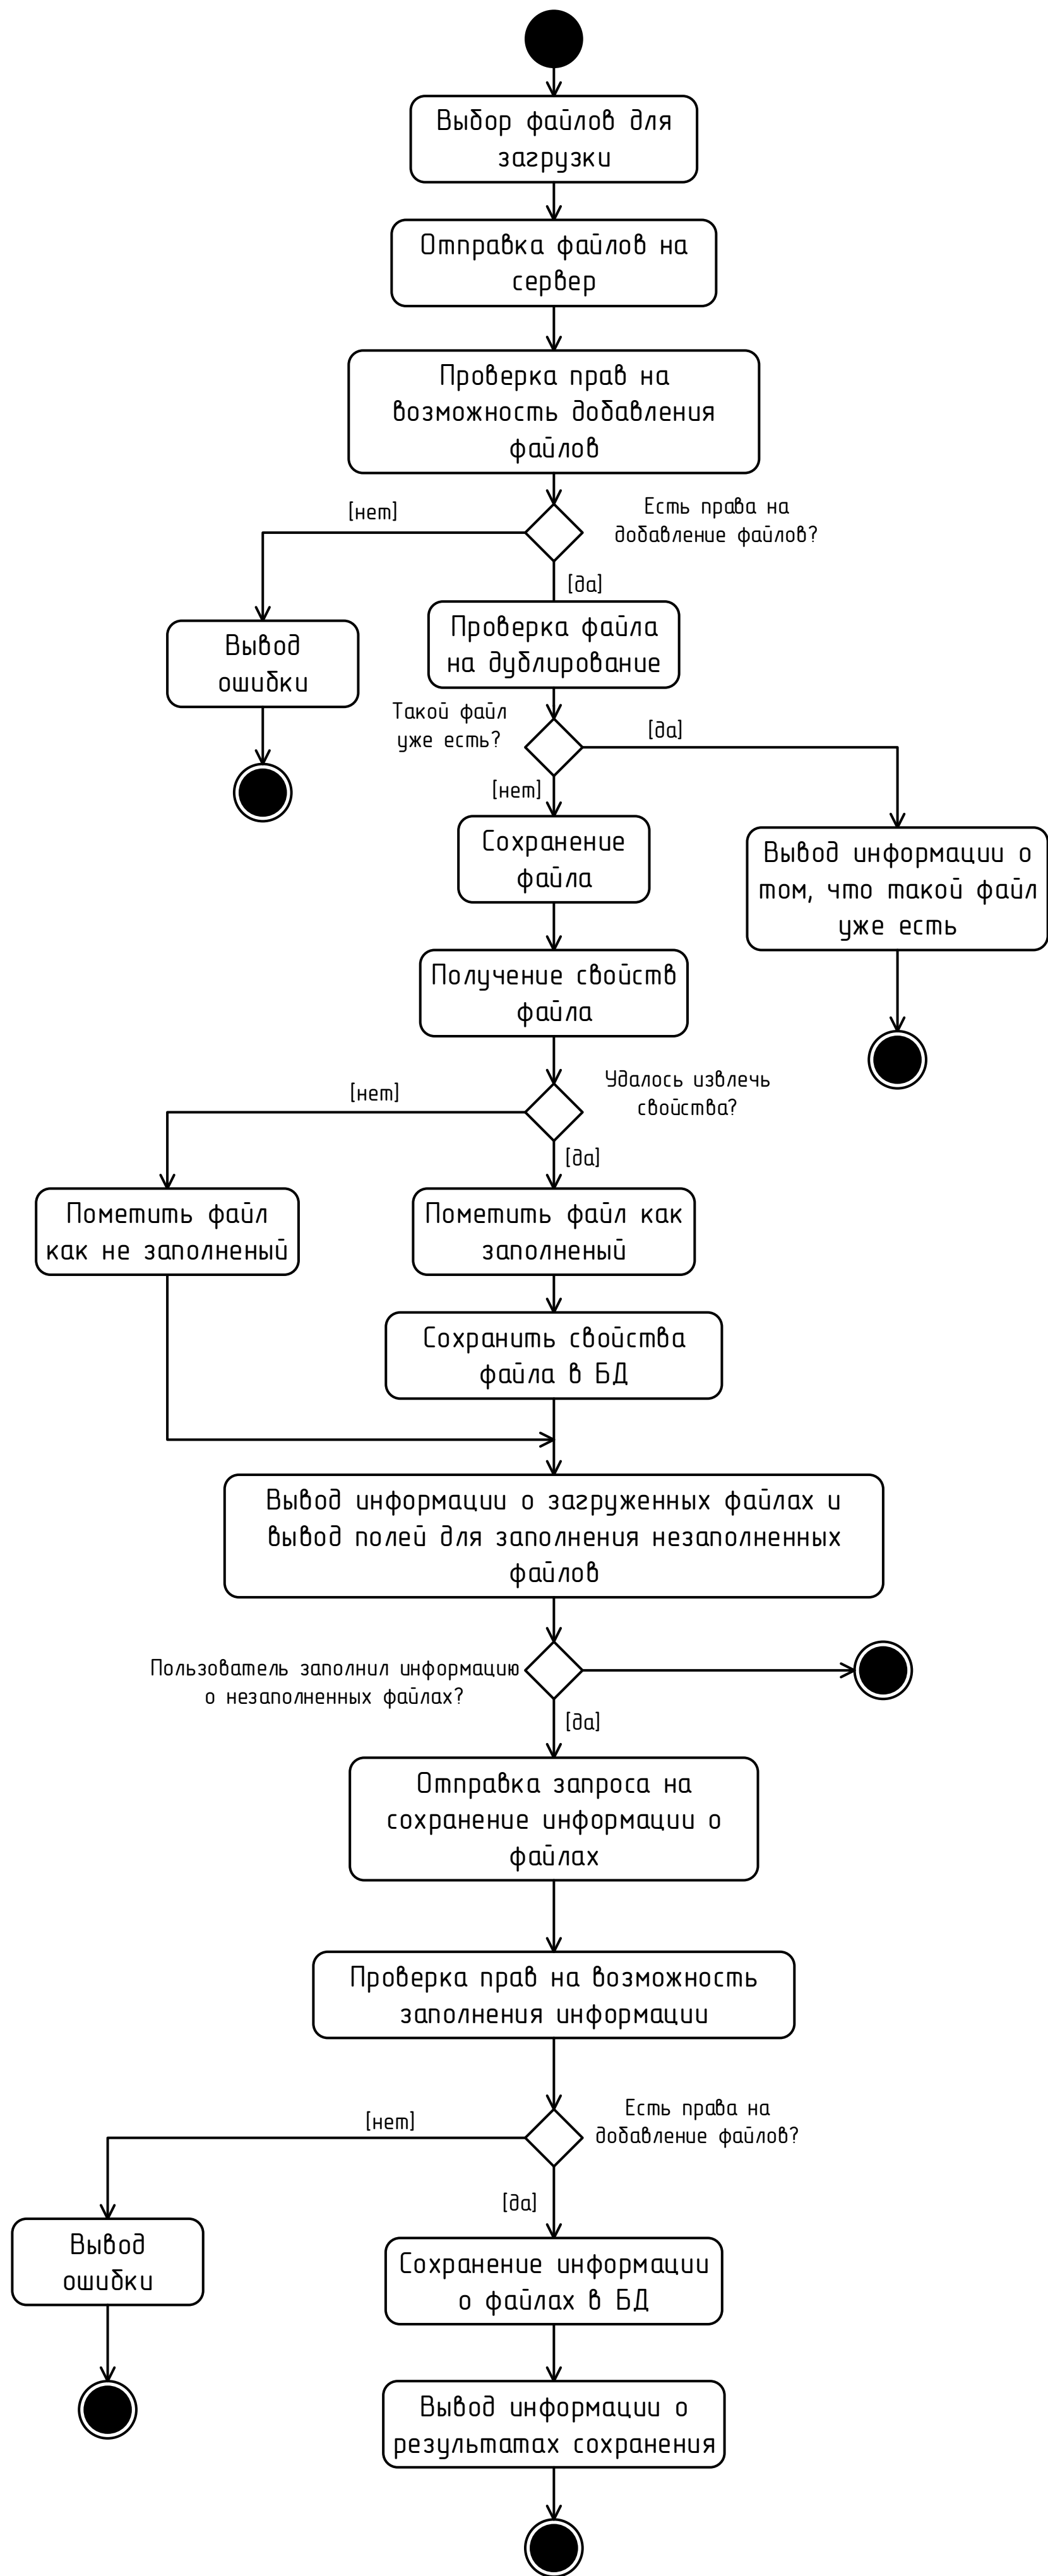 Выбор файлов для
загрузки
Отправка файлов на
сервер
Проверка прав на
возможность добавления
файлов
[нет]
Есть права на
добавление файлов?
[да]
Вывод
ошибки
Проверка файла
на дублирование
Такой файл
уже есть?
[да]
[нет]
Сохранение
файла
Вывод информации о
том, что такой файл
уже есть
Получение свойств
файла
[нет]
Удалось извлечь
свойства?
[да]
Пометить файл
как не заполненый
Пометить файл как
заполненый
Сохранить свойства
файла в БД
Вывод информации о загруженных файлах и
вывод полей для заполнения незаполненных
файлов
Пользователь заполнил информацию
о незаполненных файлах?
[да]
Отправка запроса на
сохранение информации о
файлах
Проверка прав на возможность
заполнения информации
[нет]
Есть права на
добавление файлов?
[да]
Вывод
ошибки
Сохранение информации
о файлах в БД
Вывод информации о
результатах сохранения